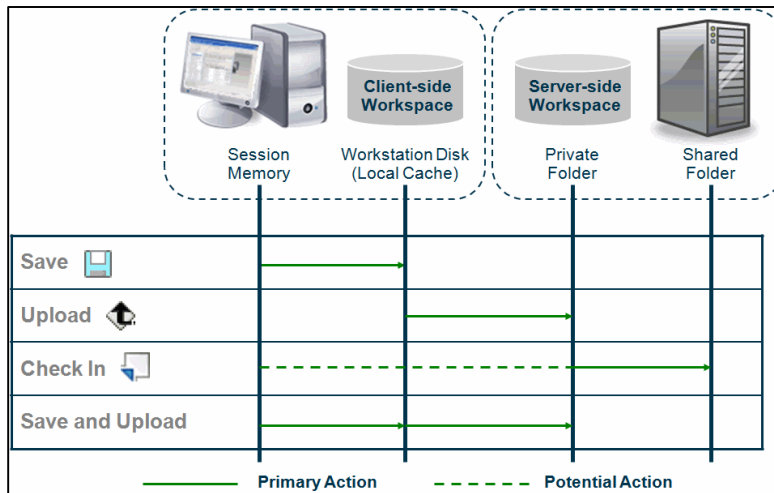 Client-side
Workspace
Server-side
Workspace
Session
Memory
Workstation Disk
(Local Cache)
Private
Folder
Shared
Folder
Save
Upload
Check In
Save and Upload
Primary Action
Potential Action